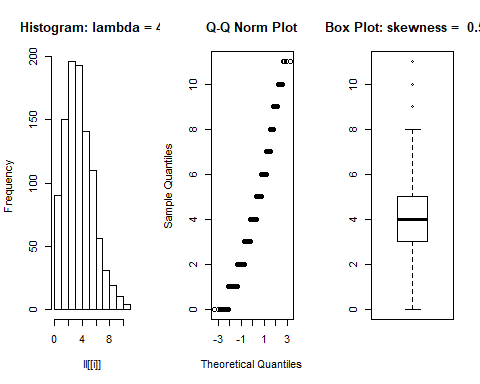 Histogram: lambda = 4
Q-Q Norm Plot
Box Plot: skewness = 0.5
Frequency
0
50
100
150
200
0 4 8
ll[[i]]
Sample Quantiles
0
2
4
6
8
10
-3 -1 1 3
Theoretical Quantiles
0
2
4
6
8
10